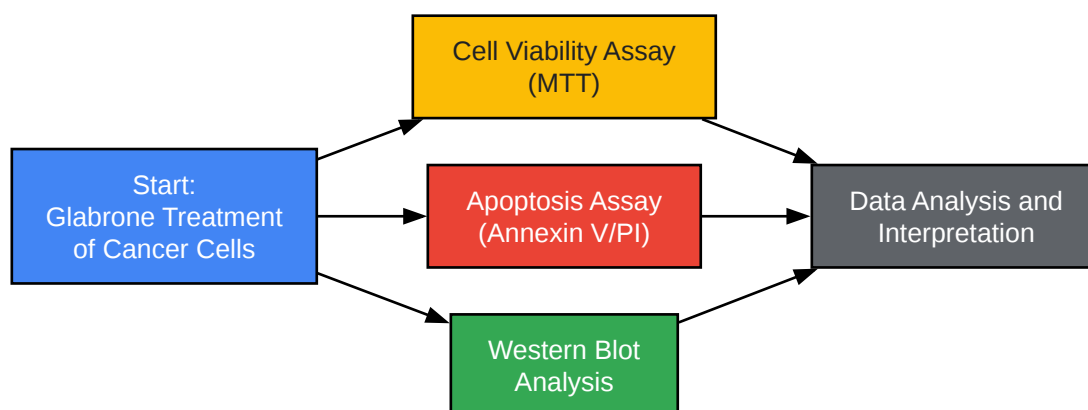 Start:
Glabrone Treatment
of Cancer Cells
Cell Viability Assay
(MTT)
Apoptosis Assay
(Annexin V/PI)
Western Blot
Analysis
Data Analysis and
Interpretation